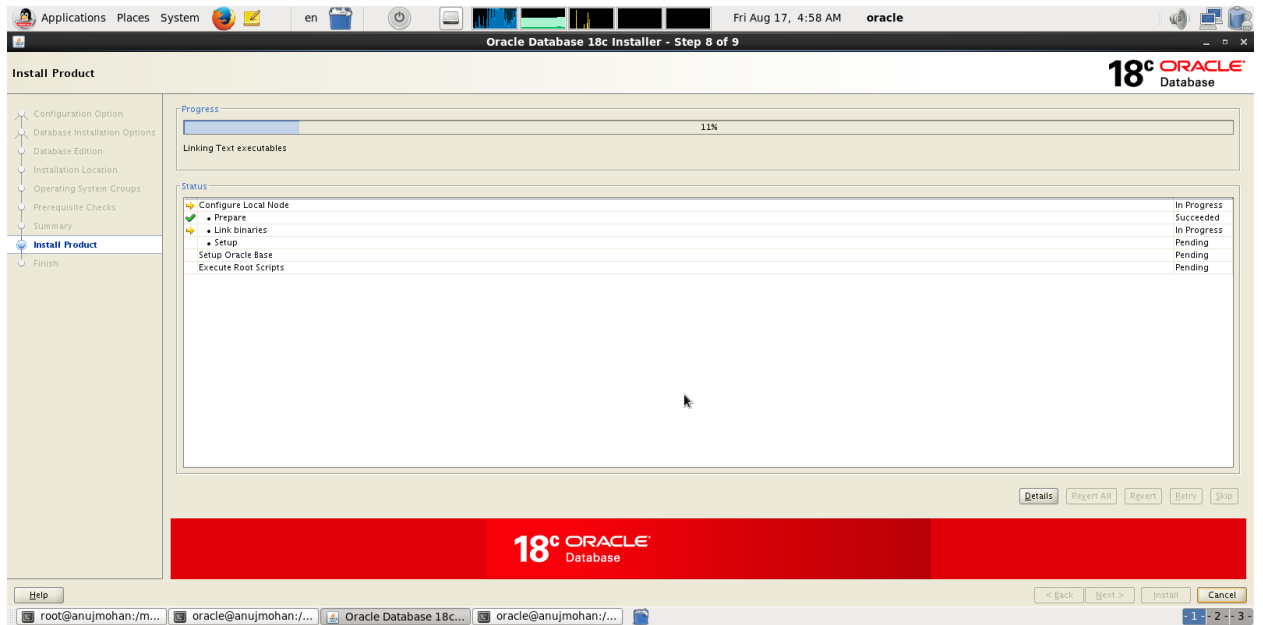 Applications Places System en Fri Aug 17, 4:58 AM oracle
Oracle Database 18c Installer - Step 8 of 9
Install Product
18c ORACLE
Database
Configuration Option
Database Installation Options
Database Edition
Installation Location
Operating System Groups
Prerequisite Checks
Summary
Install Product
Finish
Progress
11%
Linking Text executables
Status
Configure Local Node In Progress
• Prepare Succeeded
• Link binaries In Progress
• Setup Pending
Setup Oracle Base Pending
Execute Root Scripts Pending
Details Revert All Revert Retry Skip
18c ORACLE
Database
Help < Back Next > Install Cancel
root@anujmohan:/m... oracle@anujmohan:/... Oracle Database 18c... oracle@anujmohan:/... - 1 - - 2 - - 3 -